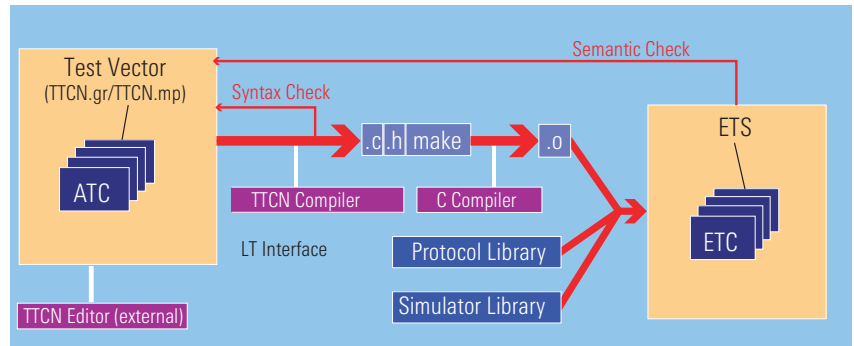 Semantic Check
Test Vector
(TTCN.gr/TTCN.mp)
Syntax Check
ETS
.c .h make
.o
ATC
TTCN Compiler
C Compiler
LT Interface
Protocol Library
ETC
Simulator Library
TTCN Editor (external)